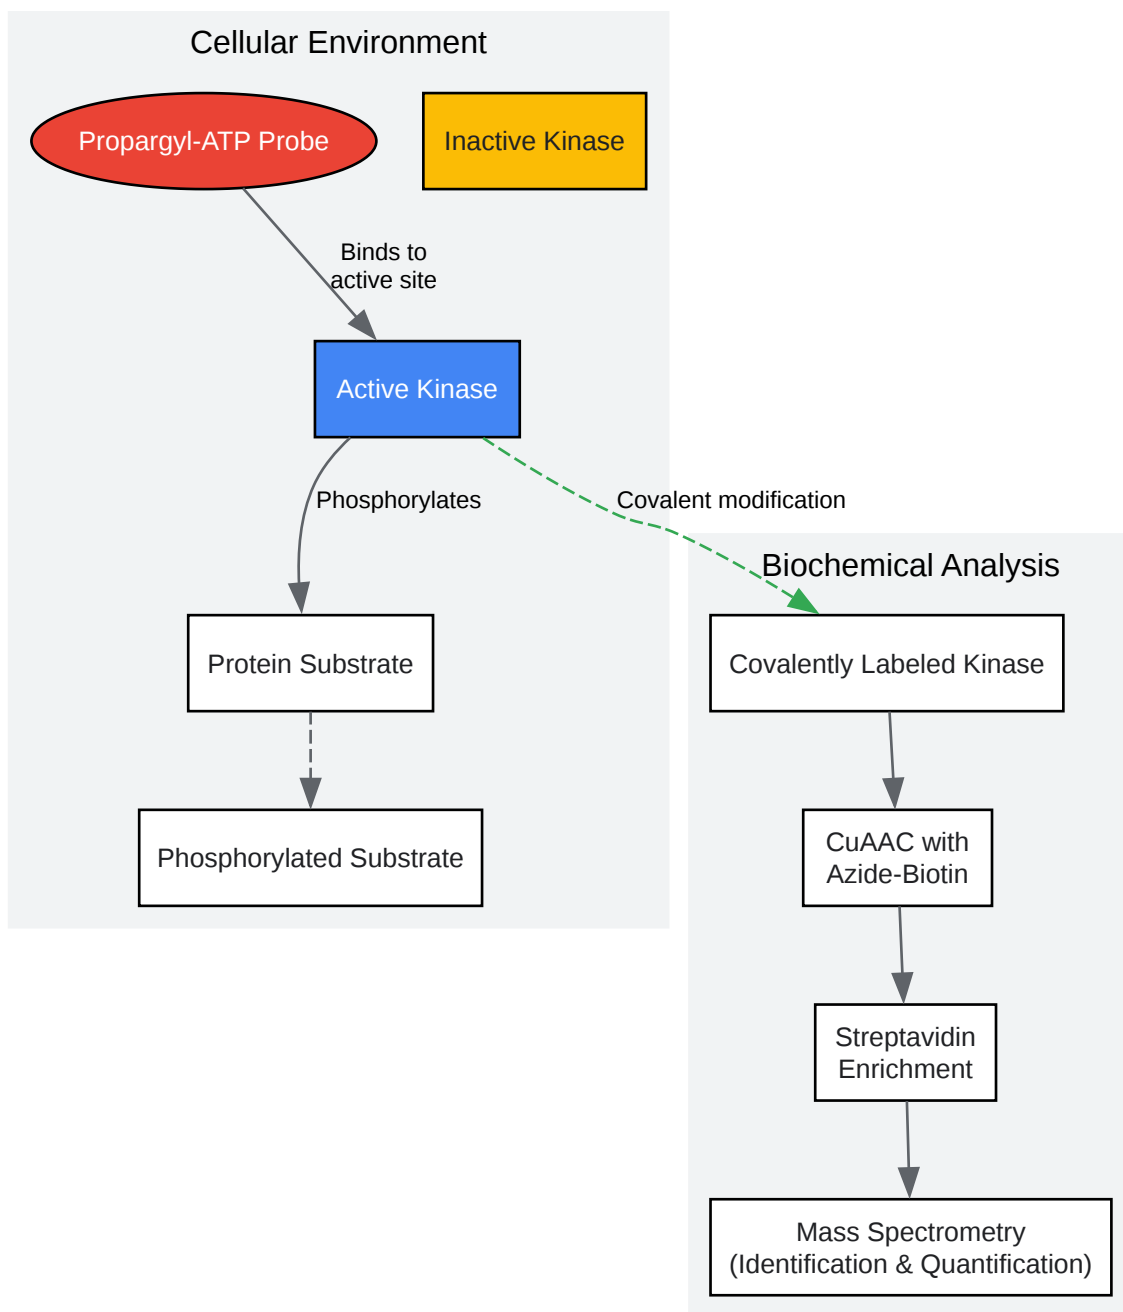 Cellular Environment
Propargyl-ATP Probe
Inactive Kinase
Binds to
active site
Active Kinase
Phosphorylates
Covalent modification
Biochemical Analysis
Protein Substrate
Covalently Labeled Kinase
Phosphorylated Substrate
CuAAC with
Azide-Biotin
Streptavidin
Enrichment
Mass Spectrometry
(Identification & Quantification)